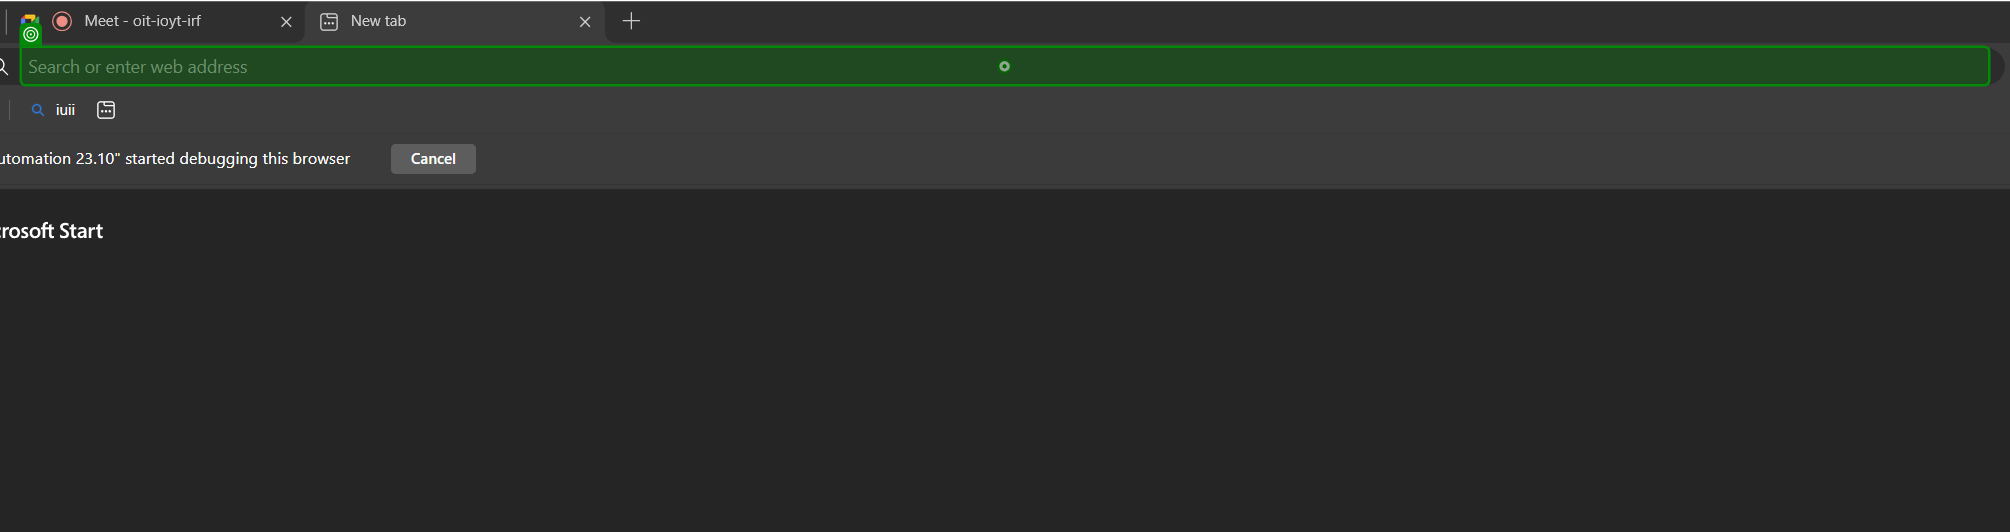 Meet - oit-ioyt-irf
New tab
Search or enter web address
iuii
utomation 23.10" started debugging this browser
Cancel
rosoft Start